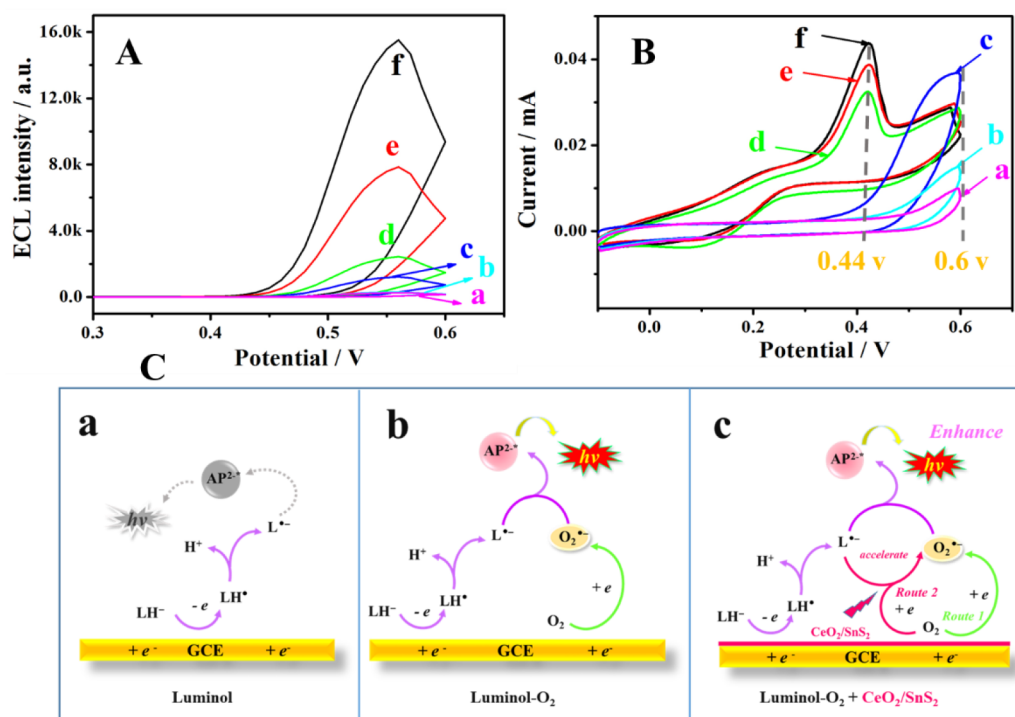 A
ECL intensity / a.u.
16.0k
12.0k
8.0k
4.0k
0.0
f
e
d
c
b
a
0.3 0.4 0.5 0.6
Potential / V
B
Current / mA
0.04
0.02
0.00
f
e
d
c
b
a
0.44 v
0.6 v
0.0 0.2 0.4 0.6
Potential / V
C
a
AP²⁻*
hv
L•−
H⁺
LH•
LH⁻
- e
+ e⁻ GCE + e⁻
Luminol
b
AP²⁻*
hv
L•−
O₂•−
H⁺
LH•
LH⁻
- e
+ e
O₂
+ e⁻ GCE + e⁻
Luminol-O₂
c
Enhance
AP²⁻*
hv
L•−
O₂•−
accelerate
H⁺
LH•
LH⁻
- e
Route 2
+ e
+ e
Route 1
O₂
CeO₂/SnS₂
+ e⁻ GCE + e⁻
Luminol-O₂ + CeO₂/SnS₂